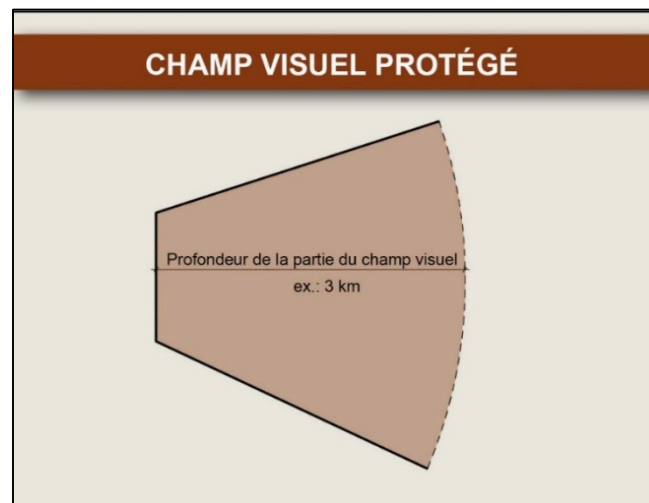 CHAMP VISUEL PROTÉGÉ
Profondeur de la partie du champ visuel
ex.: 3 km